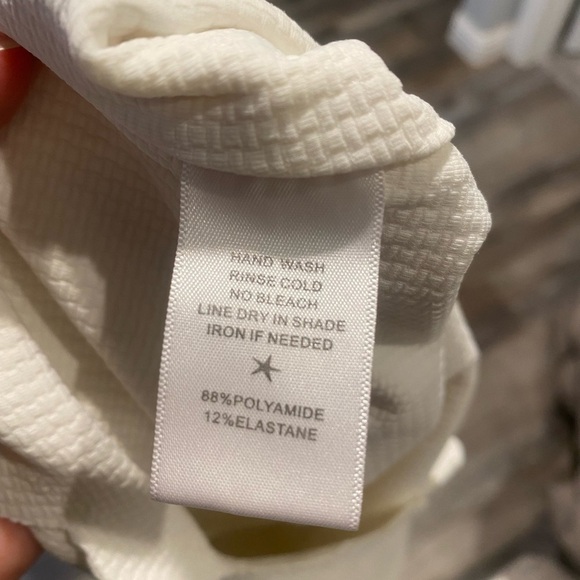 HAND WASH
RINSE COLD
NO BLEACH
LINE DRY IN SHADE
IRON IF NEEDED
88%POLYAMIDE
12%ELASTANE